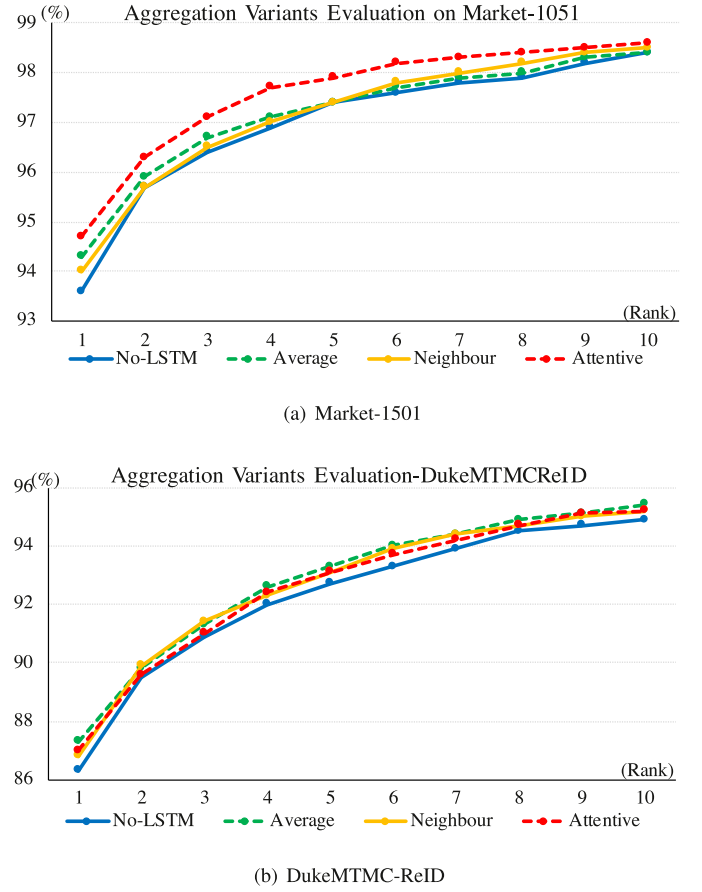 (%) Aggregation Variants Evaluation on Market-1051
99
98
97
96
95
94
93
(Rank)
1 2 3 4 5 6 7 8 9 10
No-LSTM Average Neighbour Attentive
(a) Market-1501
Aggregation Variants Evaluation-DukeMTMCReID
96(%)
94
92
90
88
86
(Rank)
1 2 3 4 5 6 7 8 9 10
No-LSTM Average Neighbour Attentive
(b) DukeMTMC-ReID